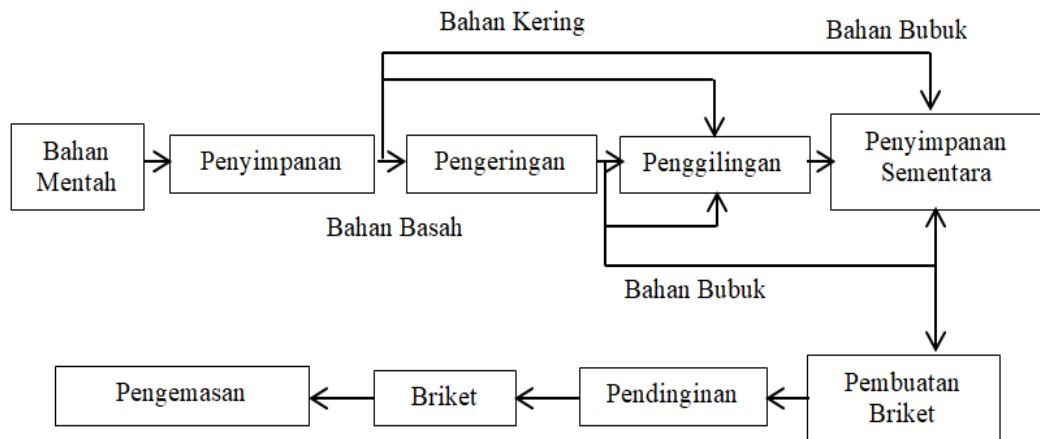 Bahan Kering
Bahan Bubuk
Bahan
Mentah
Penyimpanan
Pengeringan
Penggilingan
Penyimpanan
Sementara
Bahan Basah
Bahan Bubuk
Pengemasan
Briket
Pendinginan
Pembuatan
Briket